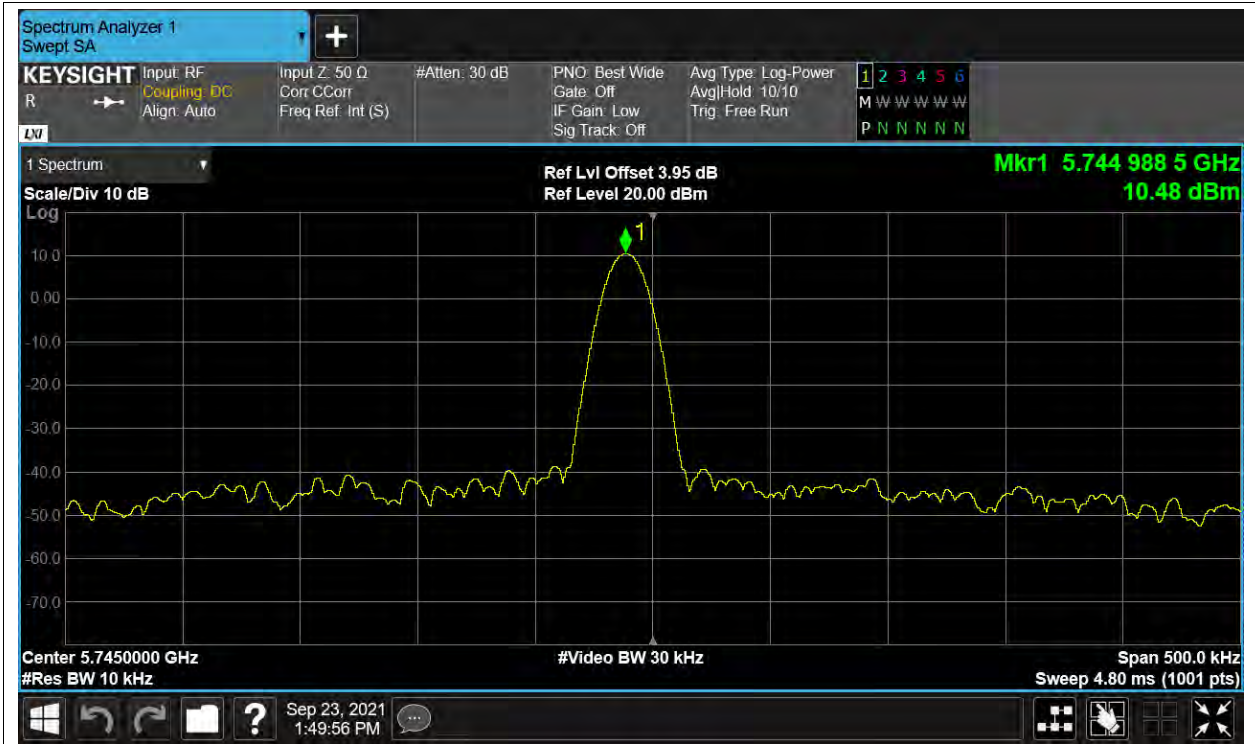 Spectrum Analyzer 1
Swept SA
+
KEYSIGHT Input: RF Input Z: 50 Ω #Atten: 30 dB PNO: Best Wide Avg Type: Log-Power 1 2 3 4 5 6
R Coupling: DC Corr CCorr Gate: Off Avg|Hold: 10/10 M W W W W W
Align: Auto Freq Ref: Int (S) IF Gain: Low Trig: Free Run
LXI Sig Track: Off P N N N N N
1 Spectrum Ref Lvl Offset 3.95 dB Mkr1 5.744 988 5 GHz
Scale/Div 10 dB Ref Level 20.00 dBm 10.48 dBm
Log
1
10.0
0.00
-10.0
-20.0
-30.0
-40.0
-50.0
-60.0
-70.0
Center 5.7450000 GHz #Video BW 30 kHz Span 500.0 kHz
#Res BW 10 kHz Sweep 4.80 ms (1001 pts)
? Sep 23, 2021
1:49:56 PM